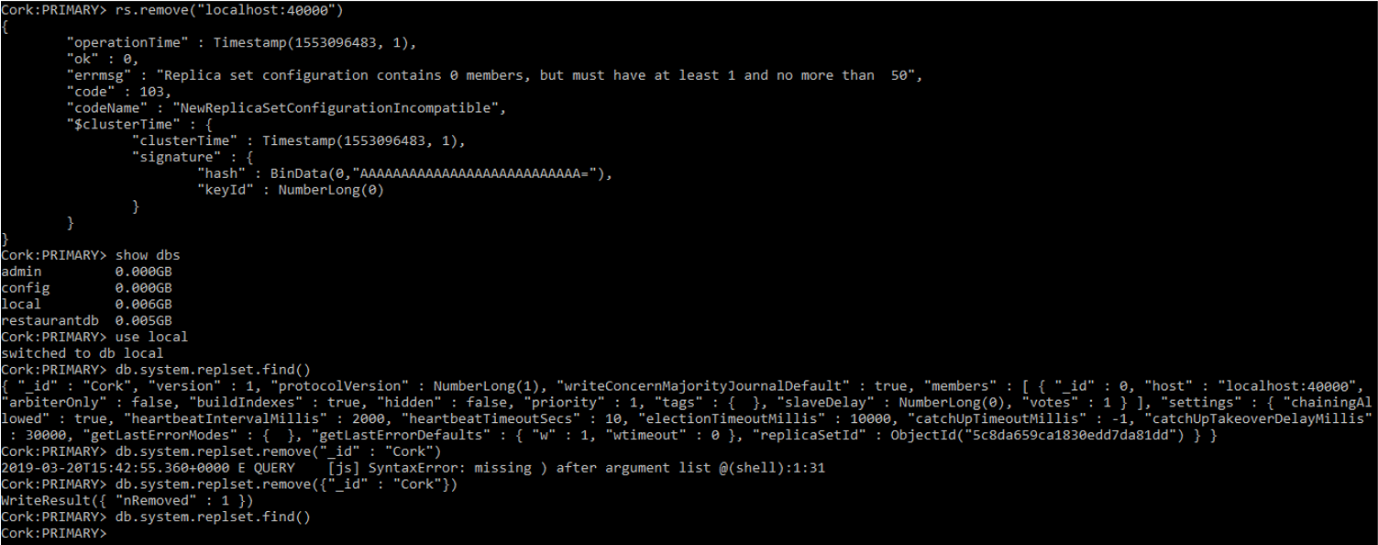 Cork:PRIMARY> rs.remove("localhost:40000")
{
        "operationTime" : Timestamp(1553096483, 1),
        "ok" : 0,
        "errmsg" : "Replica set configuration contains 0 members, but must have at least 1 and no more than  50",
        "code" : 103,
        "codeName" : "NewReplicaSetConfigurationIncompatible",
        "$clusterTime" : {
                "clusterTime" : Timestamp(1553096483, 1),
                "signature" : {
                        "hash" : BinData(0,"AAAAAAAAAAAAAAAAAAAAAAAAAAA="),
                        "keyId" : NumberLong(0)
                }
        }
}
Cork:PRIMARY> show dbs
admin         0.000GB
config        0.000GB
local         0.006GB
restaurantdb  0.005GB
Cork:PRIMARY> use local
switched to db local
Cork:PRIMARY> db.system.replset.find()
{ "_id" : "Cork", "version" : 1, "protocolVersion" : NumberLong(1), "writeConcernMajorityJournalDefault" : true, "members" : [ { "_id" : 0, "host" : "localhost:40000",
"arbiterOnly" : false, "buildIndexes" : true, "hidden" : false, "priority" : 1, "tags" : {  }, "slaveDelay" : NumberLong(0), "votes" : 1 } ], "settings" : { "chainingAl
lowed" : true, "heartbeatIntervalMillis" : 2000, "heartbeatTimeoutSecs" : 10, "electionTimeoutMillis" : 10000, "catchUpTimeoutMillis" : -1, "catchUpTakeoverDelayMillis"
: 30000, "getLastErrorModes" : {  }, "getLastErrorDefaults" : { "w" : 1, "wtimeout" : 0 }, "replicaSetId" : ObjectId("5c8da659ca1830edd7da81dd") } }
Cork:PRIMARY> db.system.replset.remove("_id" : "Cork")
2019-03-20T15:42:55.360+0000 E QUERY    [js] SyntaxError: missing ) after argument list @(shell):1:31
Cork:PRIMARY> db.system.replset.remove({"_id" : "Cork"})
WriteResult({ "nRemoved" : 1 })
Cork:PRIMARY> db.system.replset.find()
Cork:PRIMARY>